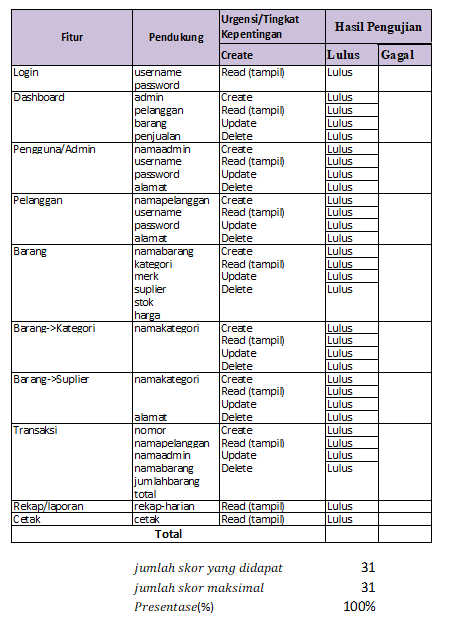 Fitur Pendukung Urgensi/Tingkat Kepentingan Hasil Pengujian
Create Lulus Gagal
Login username Read (tampil) Lulus
password
Dashboard admin Create Lulus
pelanggan Read (tampil) Lulus
barang Update Lulus
penjualan Delete Lulus
Pengguna/Admin namaadmin Create Lulus
username Read (tampil) Lulus
password Update Lulus
alamat Delete Lulus
Pelanggan namapelanggan Create Lulus
username Read (tampil) Lulus
password Update Lulus
alamat Delete Lulus
Barang namabarang Create Lulus
kategori Read (tampil) Lulus
merk Update Lulus
suplier Delete Lulus
stok
harga
Barang->Kategori namakategori Create Lulus
Read (tampil) Lulus
Update Lulus
Delete Lulus
Barang->Suplier namakategori Create Lulus
Read (tampil) Lulus
Update Lulus
alamat Delete Lulus
Transaksi nomor Create Lulus
namapelanggan Read (tampil) Lulus
namaadmin Update Lulus
namabarang Delete Lulus
jumlahbarang
total
Rekap/laporan rekap-harian Read (tampil) Lulus
Cetak cetak Read (tampil) Lulus
Total
jumlah skor yang didapat 31
jumlah skor maksimal 31
Presentase(%) 100%